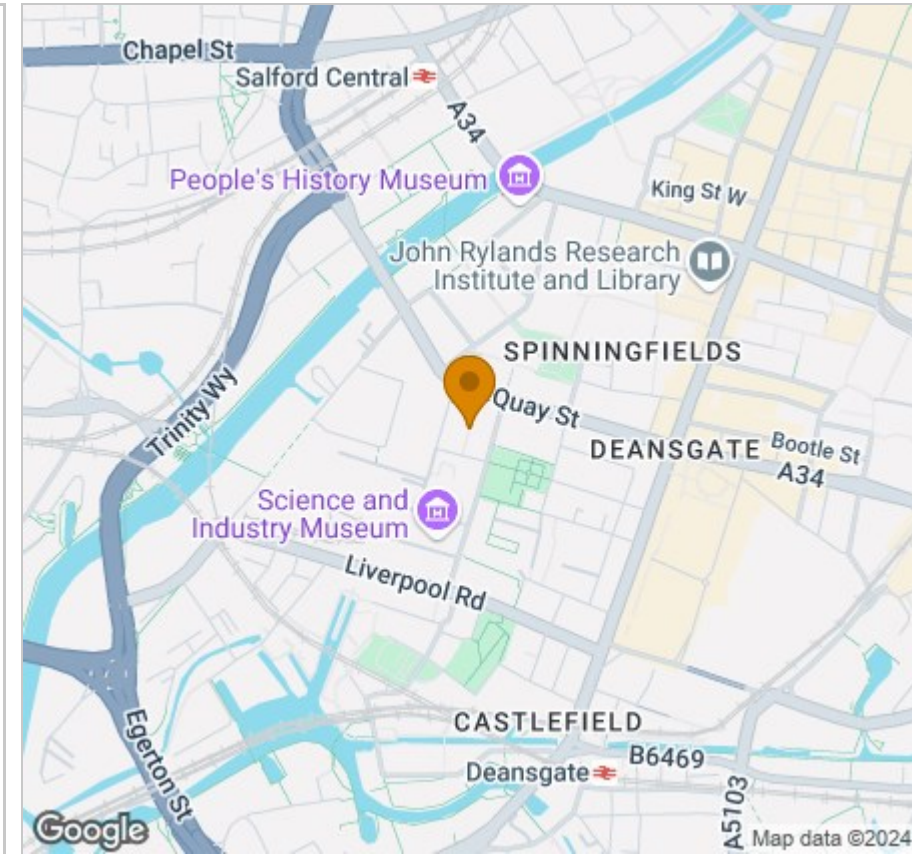 Chapel St
Salford Central
A34
People's History Museum
King St W
John Rylands Research
Institute and Library
SPINNINGFIELDS
Trinity Wy
Quay St
DEANSGATE
Bootle St
A34
Science and
Industry Museum
Liverpool Rd
CASTLEFIELD
Egerton St
B6469
Deansgate
A5103
Google
Map data ©2024